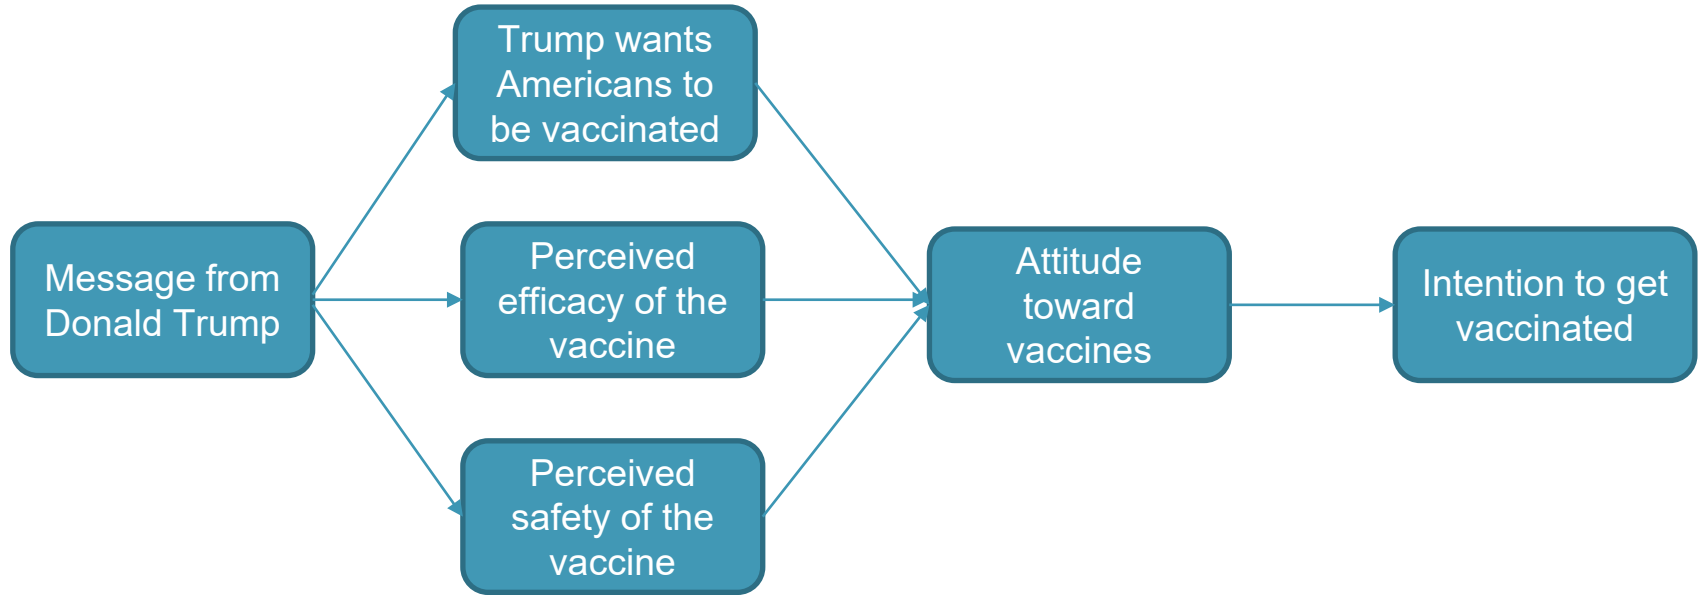 Message from
Donald Trump
Trump wants
Americans to
be vaccinated
Perceived
efficacy of the
vaccine
Perceived
safety of the
vaccine
Attitude
toward
vaccines
Intention to get
vaccinated